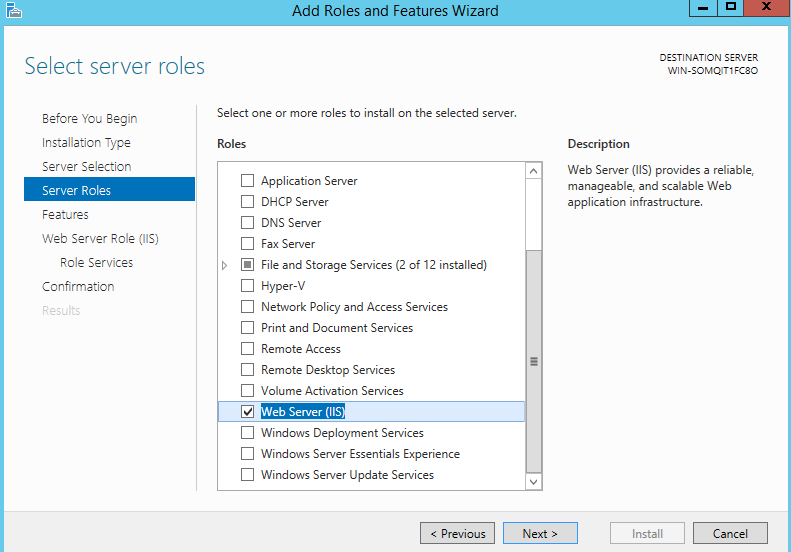 Add Roles and Features Wizard
Select server roles
DESTINATION SERVER
WIN-SOMQIT1FC8O
Before You Begin
Installation Type
Server Selection
Server Roles
Features
Web Server Role (IIS)
Role Services
Confirmation
Results
Select one or more roles to install on the selected server.
Roles
Application Server
DHCP Server
DNS Server
Fax Server
File and Storage Services (2 of 12 installed)
Hyper-V
Network Policy and Access Services
Print and Document Services
Remote Access
Remote Desktop Services
Volume Activation Services
Web Server (IIS)
Windows Deployment Services
Windows Server Essentials Experience
Windows Server Update Services
Description
Web Server (IIS) provides a reliable,
manageable, and scalable Web
application infrastructure.
< Previous
Next >
Install
Cancel